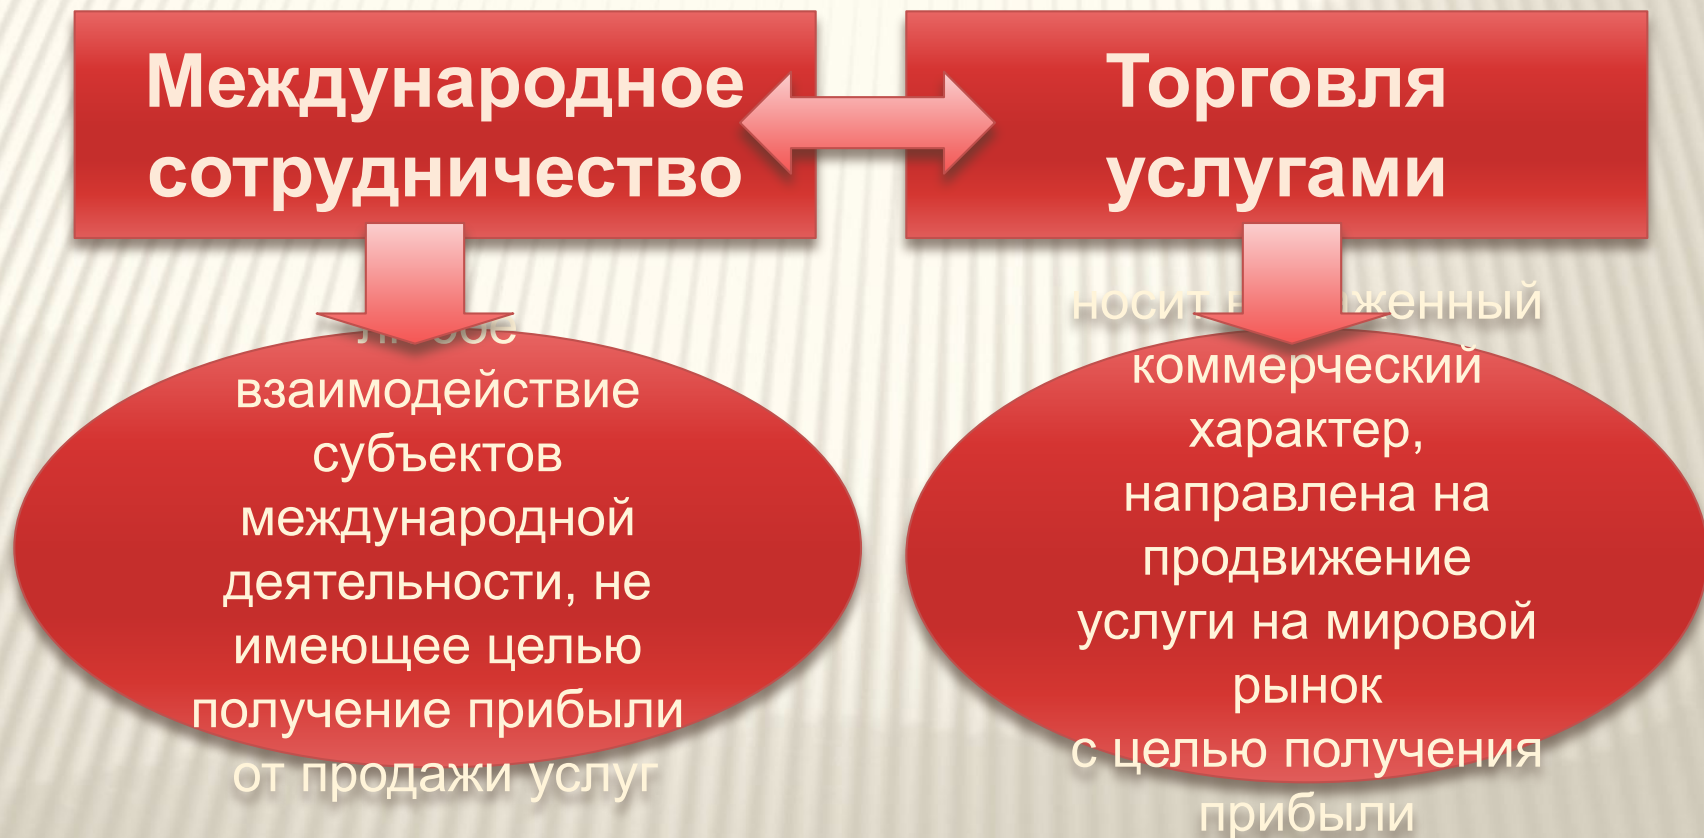 Международное
сотрудничество
Торговля
услугами
взаимодействие
субъектов
международной
деятельности, не
имеющее целью
получение прибыли
от продажи услуг
носит
коммерческий
характер,
направлена на
продвижение
услуги на мировой
рынок
с целью получения
прибыли